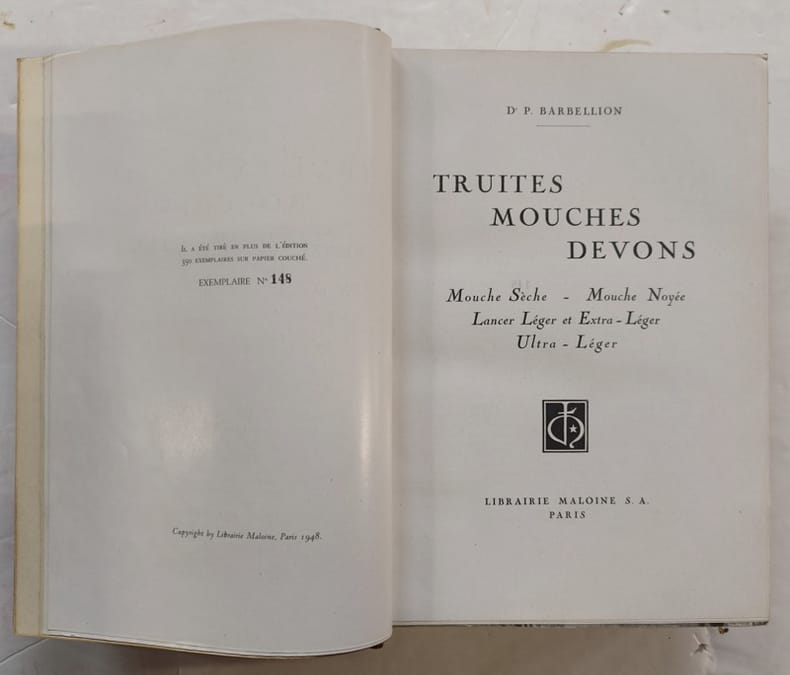 Il a été tiré en plus de l'édition
350 exemplaires sur papier couché.
EXEMPLAIRE N° 148
Copyright by Librairie Maloine, Paris 1948.
Dr P. BARBELLION
TRUITES
MOUCHES
DEVONS
Mouche Sèche - Mouche Noyée
Lancer Léger et Extra-Léger
Ultra-Léger
LIBRAIRIE MALOINE S. A.
PARIS